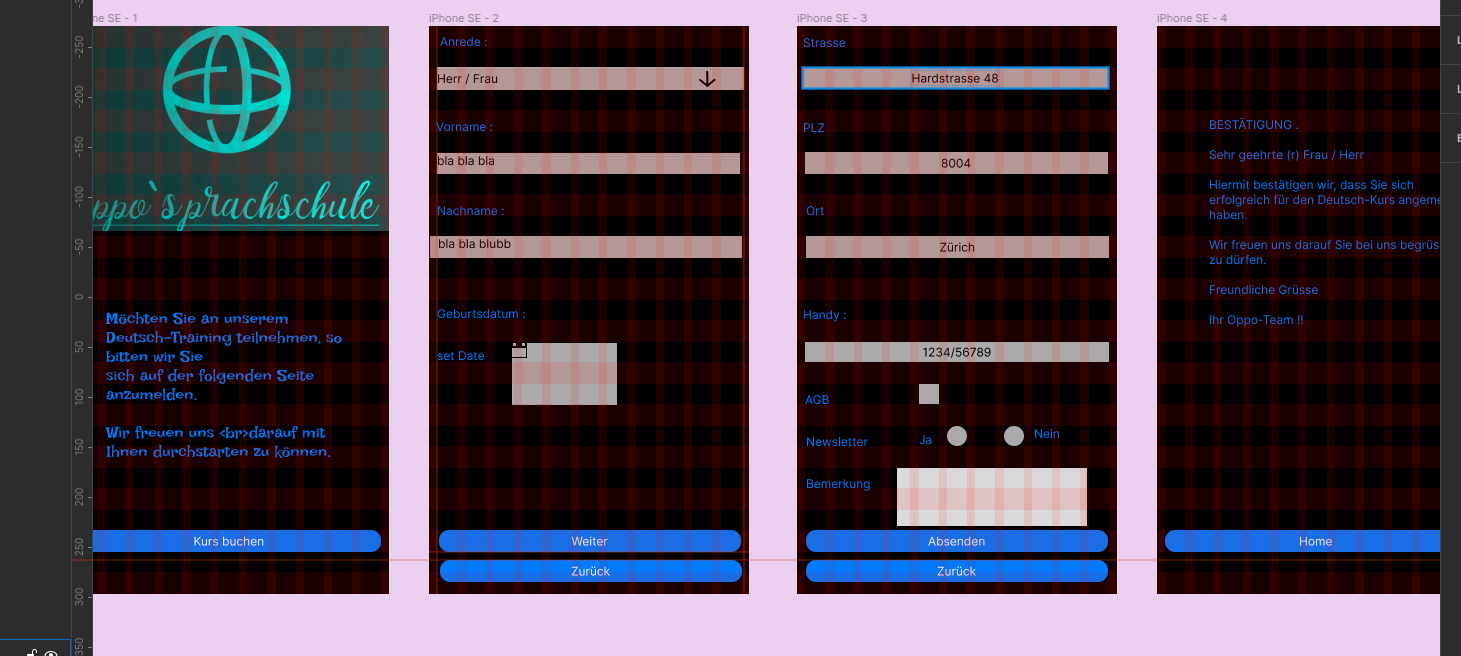 ne SE - 1
iPhone SE - 2
iPhone SE - 3
iPhone SE - 4
-250
-200
-150
-100
-50
0
50
100
150
200
250
300
350
ppo`sprachschule
Möchten Sie an unserem
Deutsch-Training teilnehmen, so
bitten wir Sie
sich auf der folgenden Seite
anzumelden.
Wir freuen uns <br>darauf mit
Ihnen durchstarten zu können.
Kurs buchen
Anrede :
Herr / Frau
Vorname :
bla bla bla
Nachname :
bla bla blubb
Geburtsdatum :
set Date
Weiter
Zurück
Strasse
Hardstrasse 48
PLZ
8004
Ort
Zürich
Handy :
1234/56789
AGB
Newsletter
Ja
Nein
Bemerkung
Absenden
Zurück
BESTÄTIGUNG .
Sehr geehrte (r) Frau / Herr
Hiermit bestätigen wir, dass Sie sich
erfolgreich für den Deutsch-Kurs angeme
haben.
Wir freuen uns darauf Sie bei uns begrüs
zu dürfen.
Freundliche Grüsse
Ihr Oppo-Team !!
Home